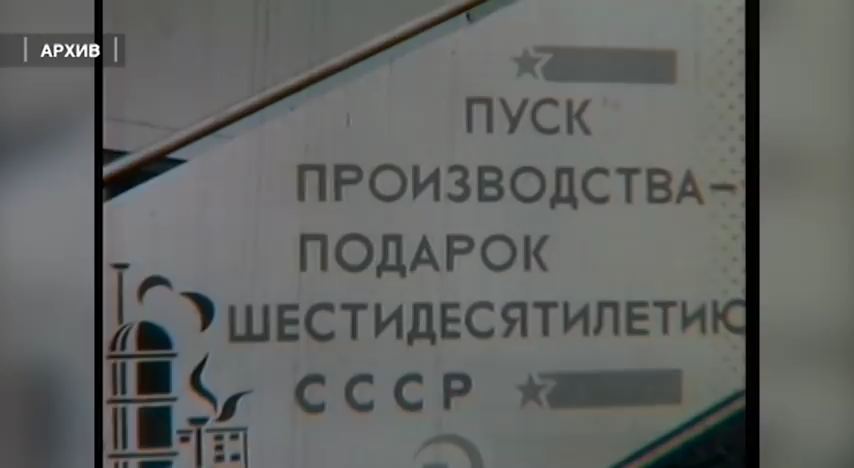 АРХИВ
ПУСК
ПРОИЗВОДСТВА-
ПОДАРОК
ШЕСТИДЕСЯТИЛЕТИЮ
СССР